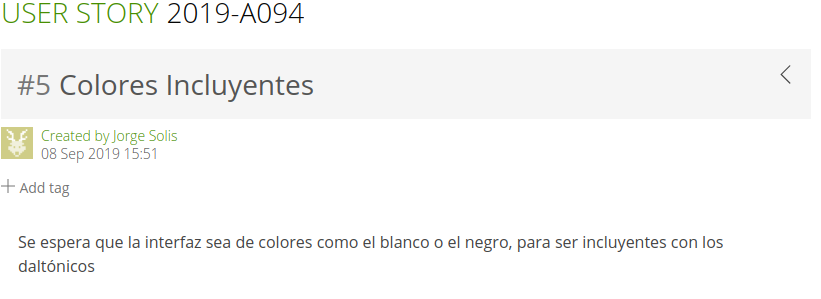 USER STORY 2019-A094
#5 Colores Incluyentes
Created by Jorge Solis
08 Sep 2019 15:51
Add tag
Se espera que la interfaz sea de colores como el blanco o el negro, para ser incluyentes con los
daltónicos